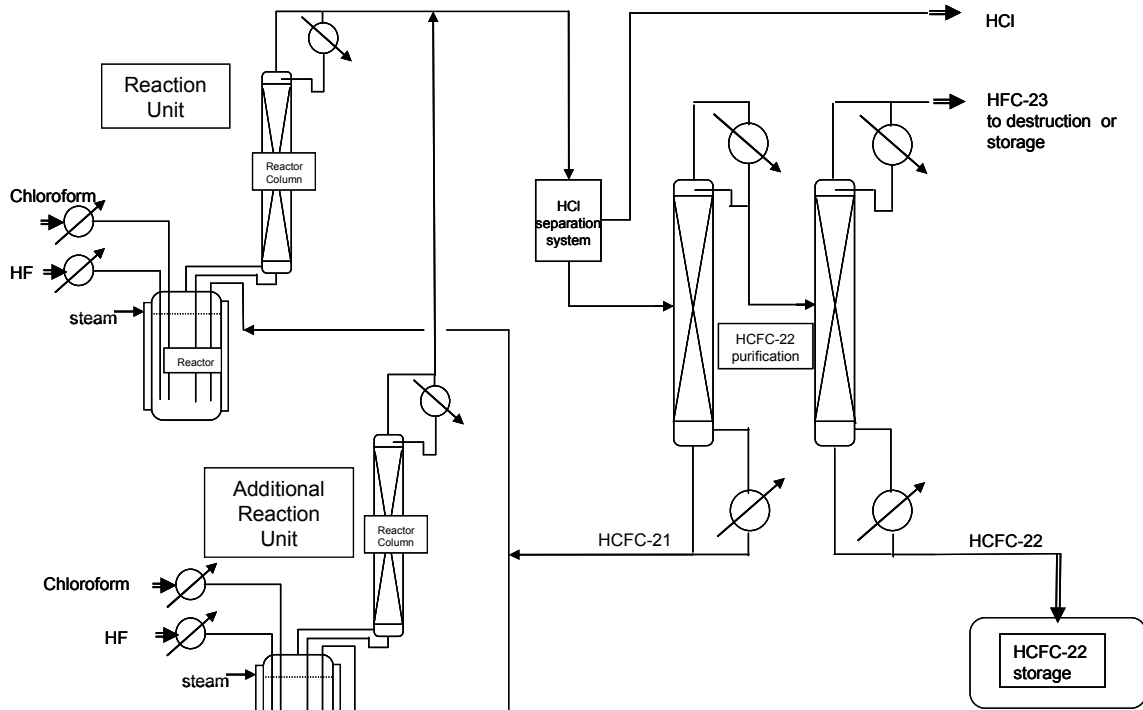 HCl
Reaction
Unit
HFC-23
to destruction or
storage
Reactor
Column
Chloroform
HCl
separation
system
HF
steam
HCFC-22
purification
Reactor
Additional
Reaction
Unit
Reactor
Column
HCFC-21
HCFC-22
Chloroform
HF
HCFC-22
storage
steam